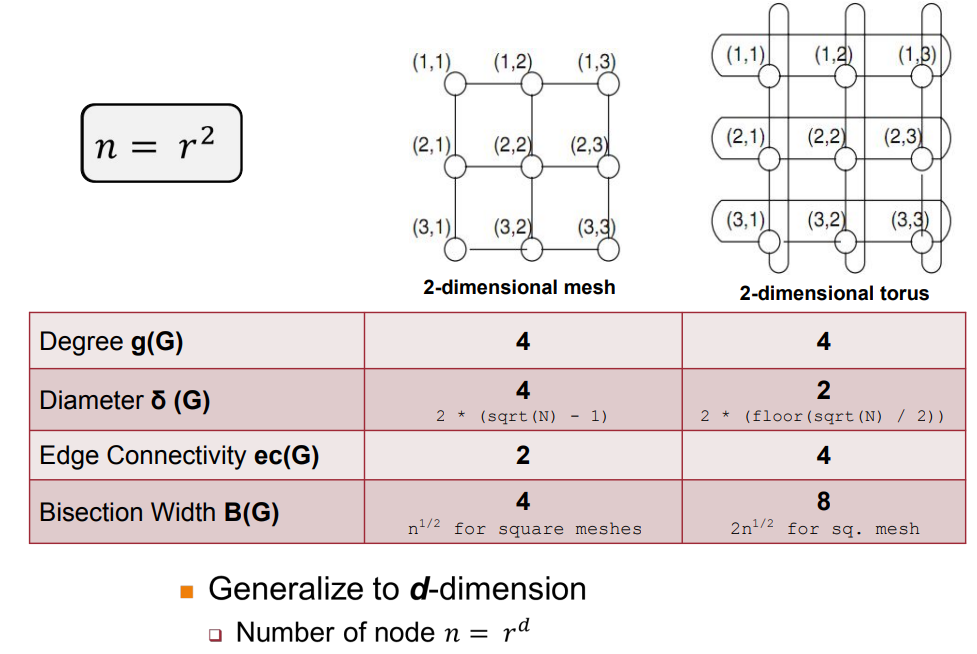 n = r²
(1,1) (1,2) (1,3)
(2,1) (2,2) (2,3)
(3,1) (3,2) (3,3)
2-dimensional mesh
(1,1) (1,2) (1,3)
(2,1) (2,2) (2,3)
(3,1) (3,2) (3,3)
2-dimensional torus
Degree g(G) 4 4
Diameter δ (G) 4 2
2 * (sqrt(N) - 1) 2 * (floor(sqrt(N) / 2))
Edge Connectivity ec(G) 2 4
Bisection Width B(G) 4 8
n^1/2 for square meshes 2n^1/2 for sq. mesh
Generalize to d-dimension
Number of node n = r^d